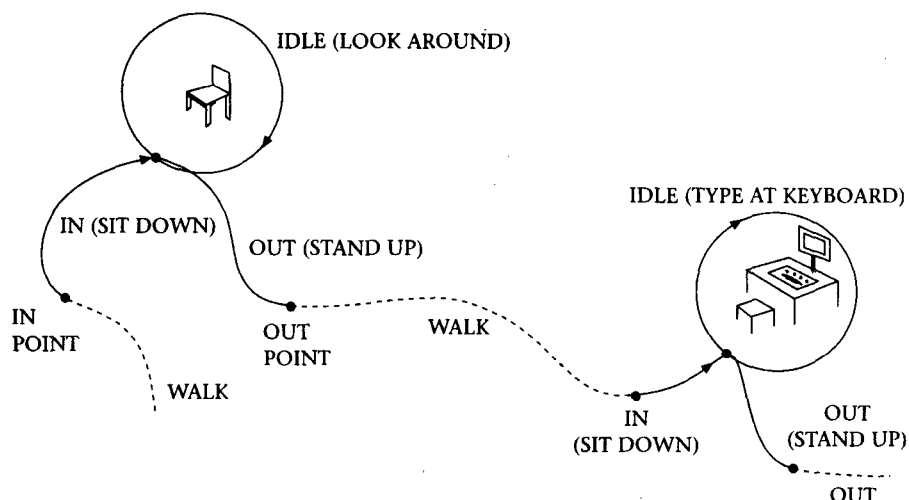 IDLE (LOOK AROUND)
IN (SIT DOWN)
OUT (STAND UP)
IN
POINT
WALK
OUT
POINT
WALK
IDLE (TYPE AT KEYBOARD)
IN
(SIT DOWN)
OUT
(STAND UP)
OUT